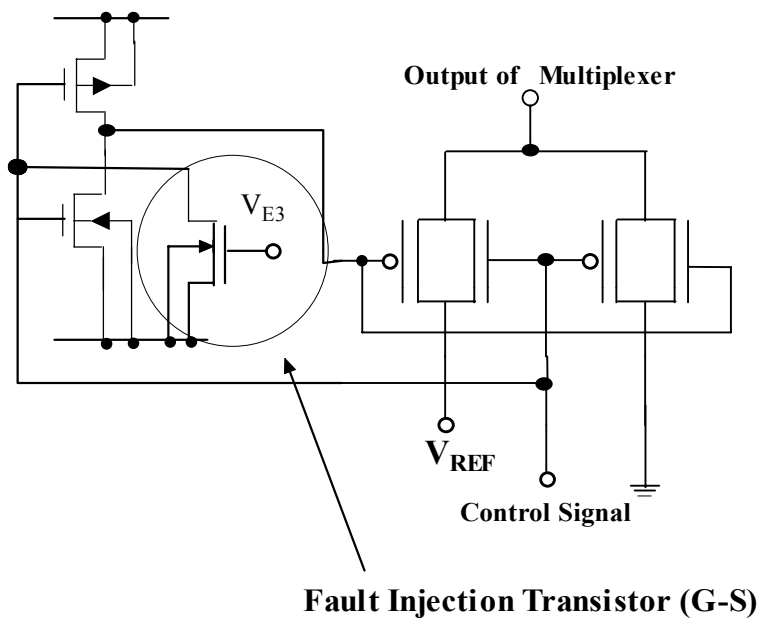 Output of Multiplexer
VE3
VREF
Control Signal
Fault Injection Transistor (G-S)